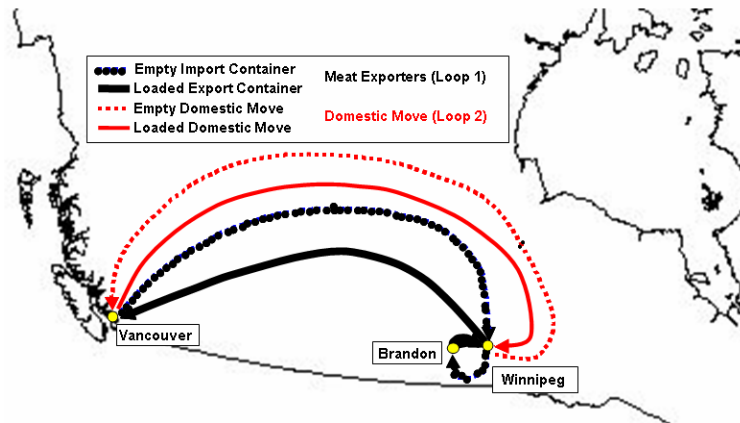 Empty Import Container
Loaded Export Container
Meat Exporters (Loop 1)
Empty Domestic Move
Loaded Domestic Move
Domestic Move (Loop 2)
Vancouver
Brandon
Winnipeg